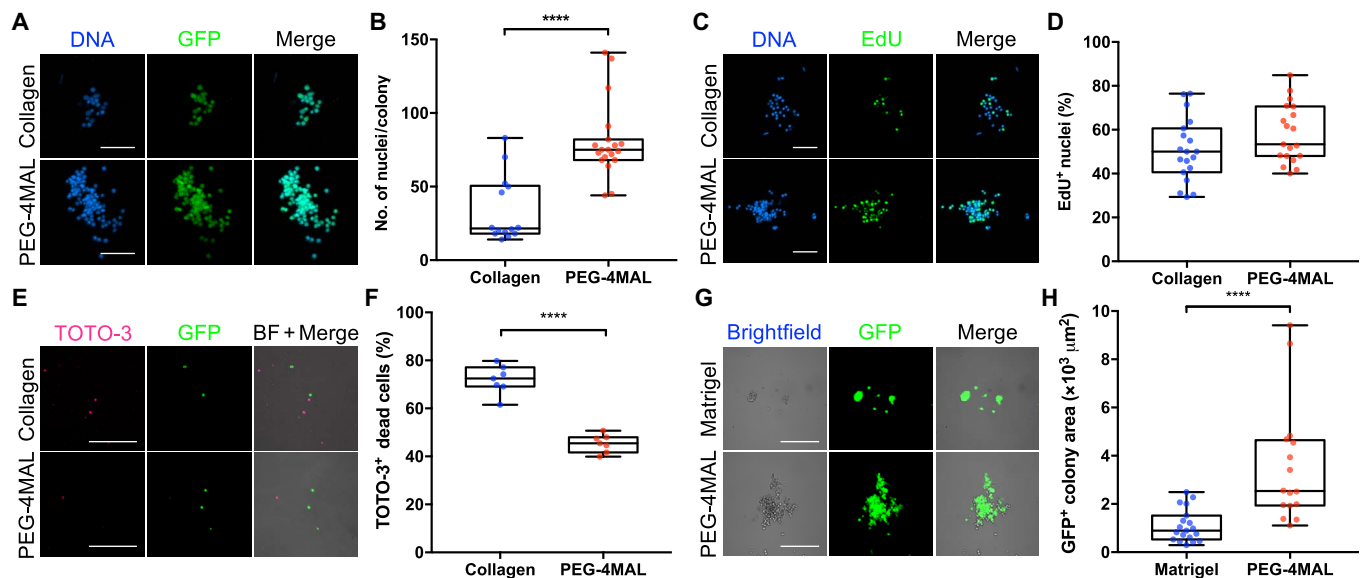 A
DNA GFP Merge
Collagen
PEG-4MAL
B
****
No. of nuclei/colony
150
100
50
0
Collagen PEG-4MAL
C
DNA EdU Merge
Collagen
PEG-4MAL
D
EdU⁺ nuclei (%)
100
80
60
40
20
0
Collagen PEG-4MAL
E
TOTO-3 GFP BF + Merge
Collagen
PEG-4MAL
F
****
TOTO-3⁺ dead cells (%)
100
80
60
40
20
0
Collagen PEG-4MAL
G
Brightfield GFP Merge
Matrigel
PEG-4MAL
H
****
GFP⁺ colony area (×10³ μm²)
10
8
6
4
2
0
Matrigel PEG-4MAL